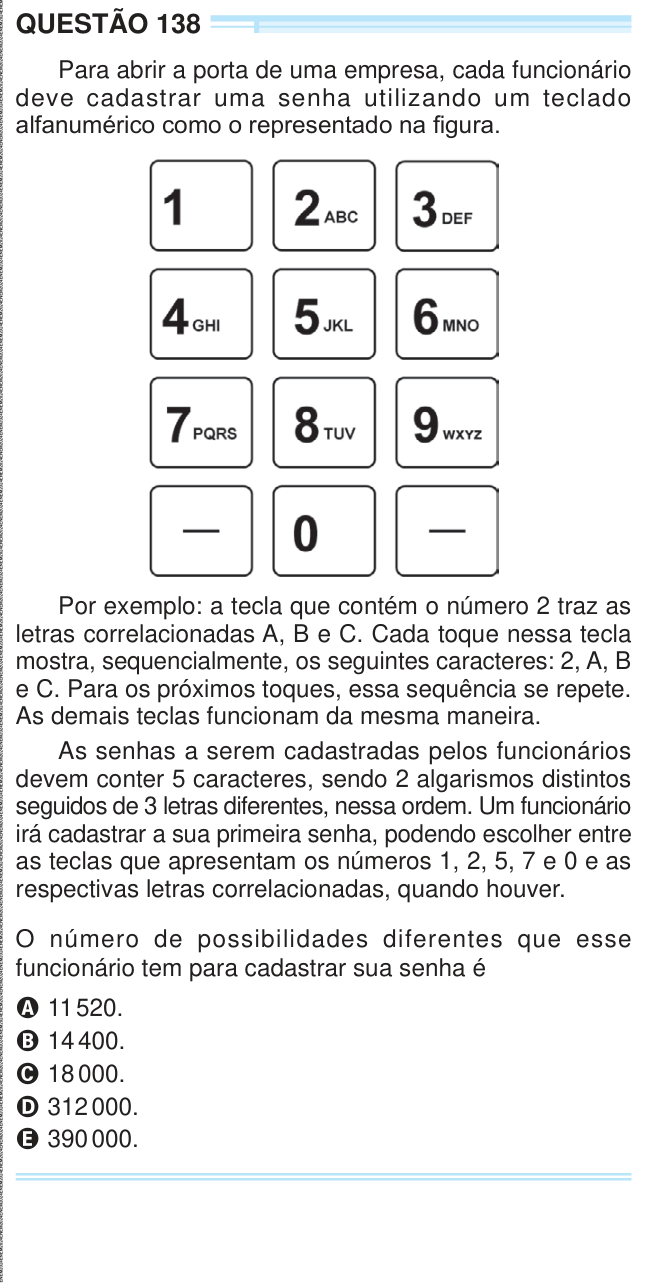 QUESTÃO 138
Para abrir a porta de uma empresa, cada funcionário
deve cadastrar uma senha utilizando um teclado
alfanumérico como o representado na figura.
1 2 ABC 3 DEF
4 GHI 5 JKL 6 MNO
7 PQRS 8 TUV 9 WXYZ
— 0 —
Por exemplo: a tecla que contém o número 2 traz as
letras correlacionadas A, B e C. Cada toque nessa tecla
mostra, sequencialmente, os seguintes caracteres: 2, A, B
e C. Para os próximos toques, essa sequência se repete.
As demais teclas funcionam da mesma maneira.
As senhas a serem cadastradas pelos funcionários
devem conter 5 caracteres, sendo 2 algarismos distintos
seguidos de 3 letras diferentes, nessa ordem. Um funcionário
irá cadastrar a sua primeira senha, podendo escolher entre
as teclas que apresentam os números 1, 2, 5, 7 e 0 e as
respectivas letras correlacionadas, quando houver.
O número de possibilidades diferentes que esse
funcionário tem para cadastrar sua senha é
A 11 520.
B 14 400.
C 18 000.
D 312 000.
E 390 000.